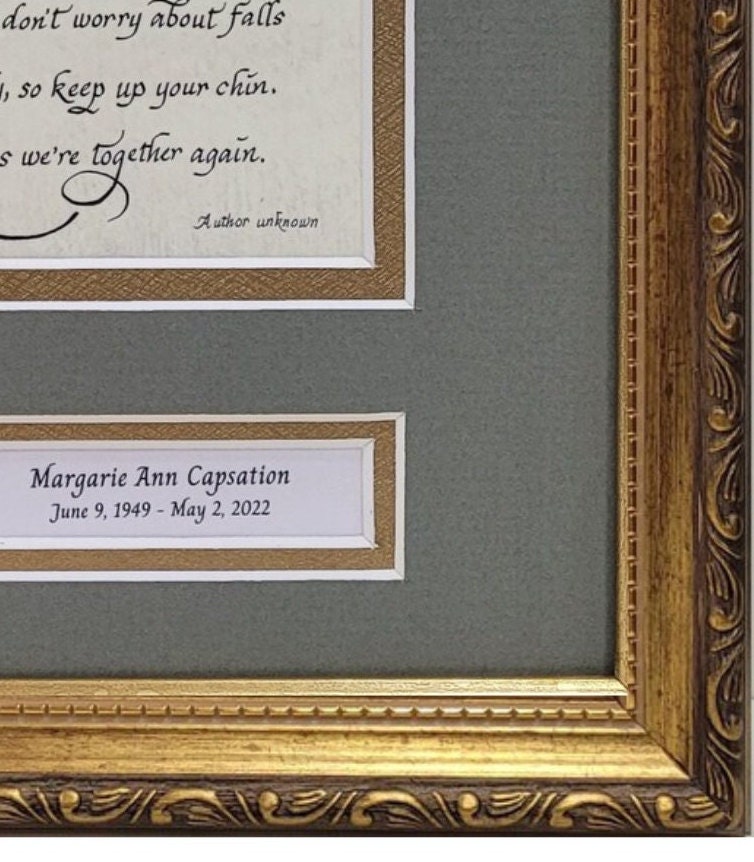 don't worry about falls
, so keep up your chin.
s we're together again.
Author unknown
Margarie Ann Capsation
June 9, 1949 - May 2, 2022